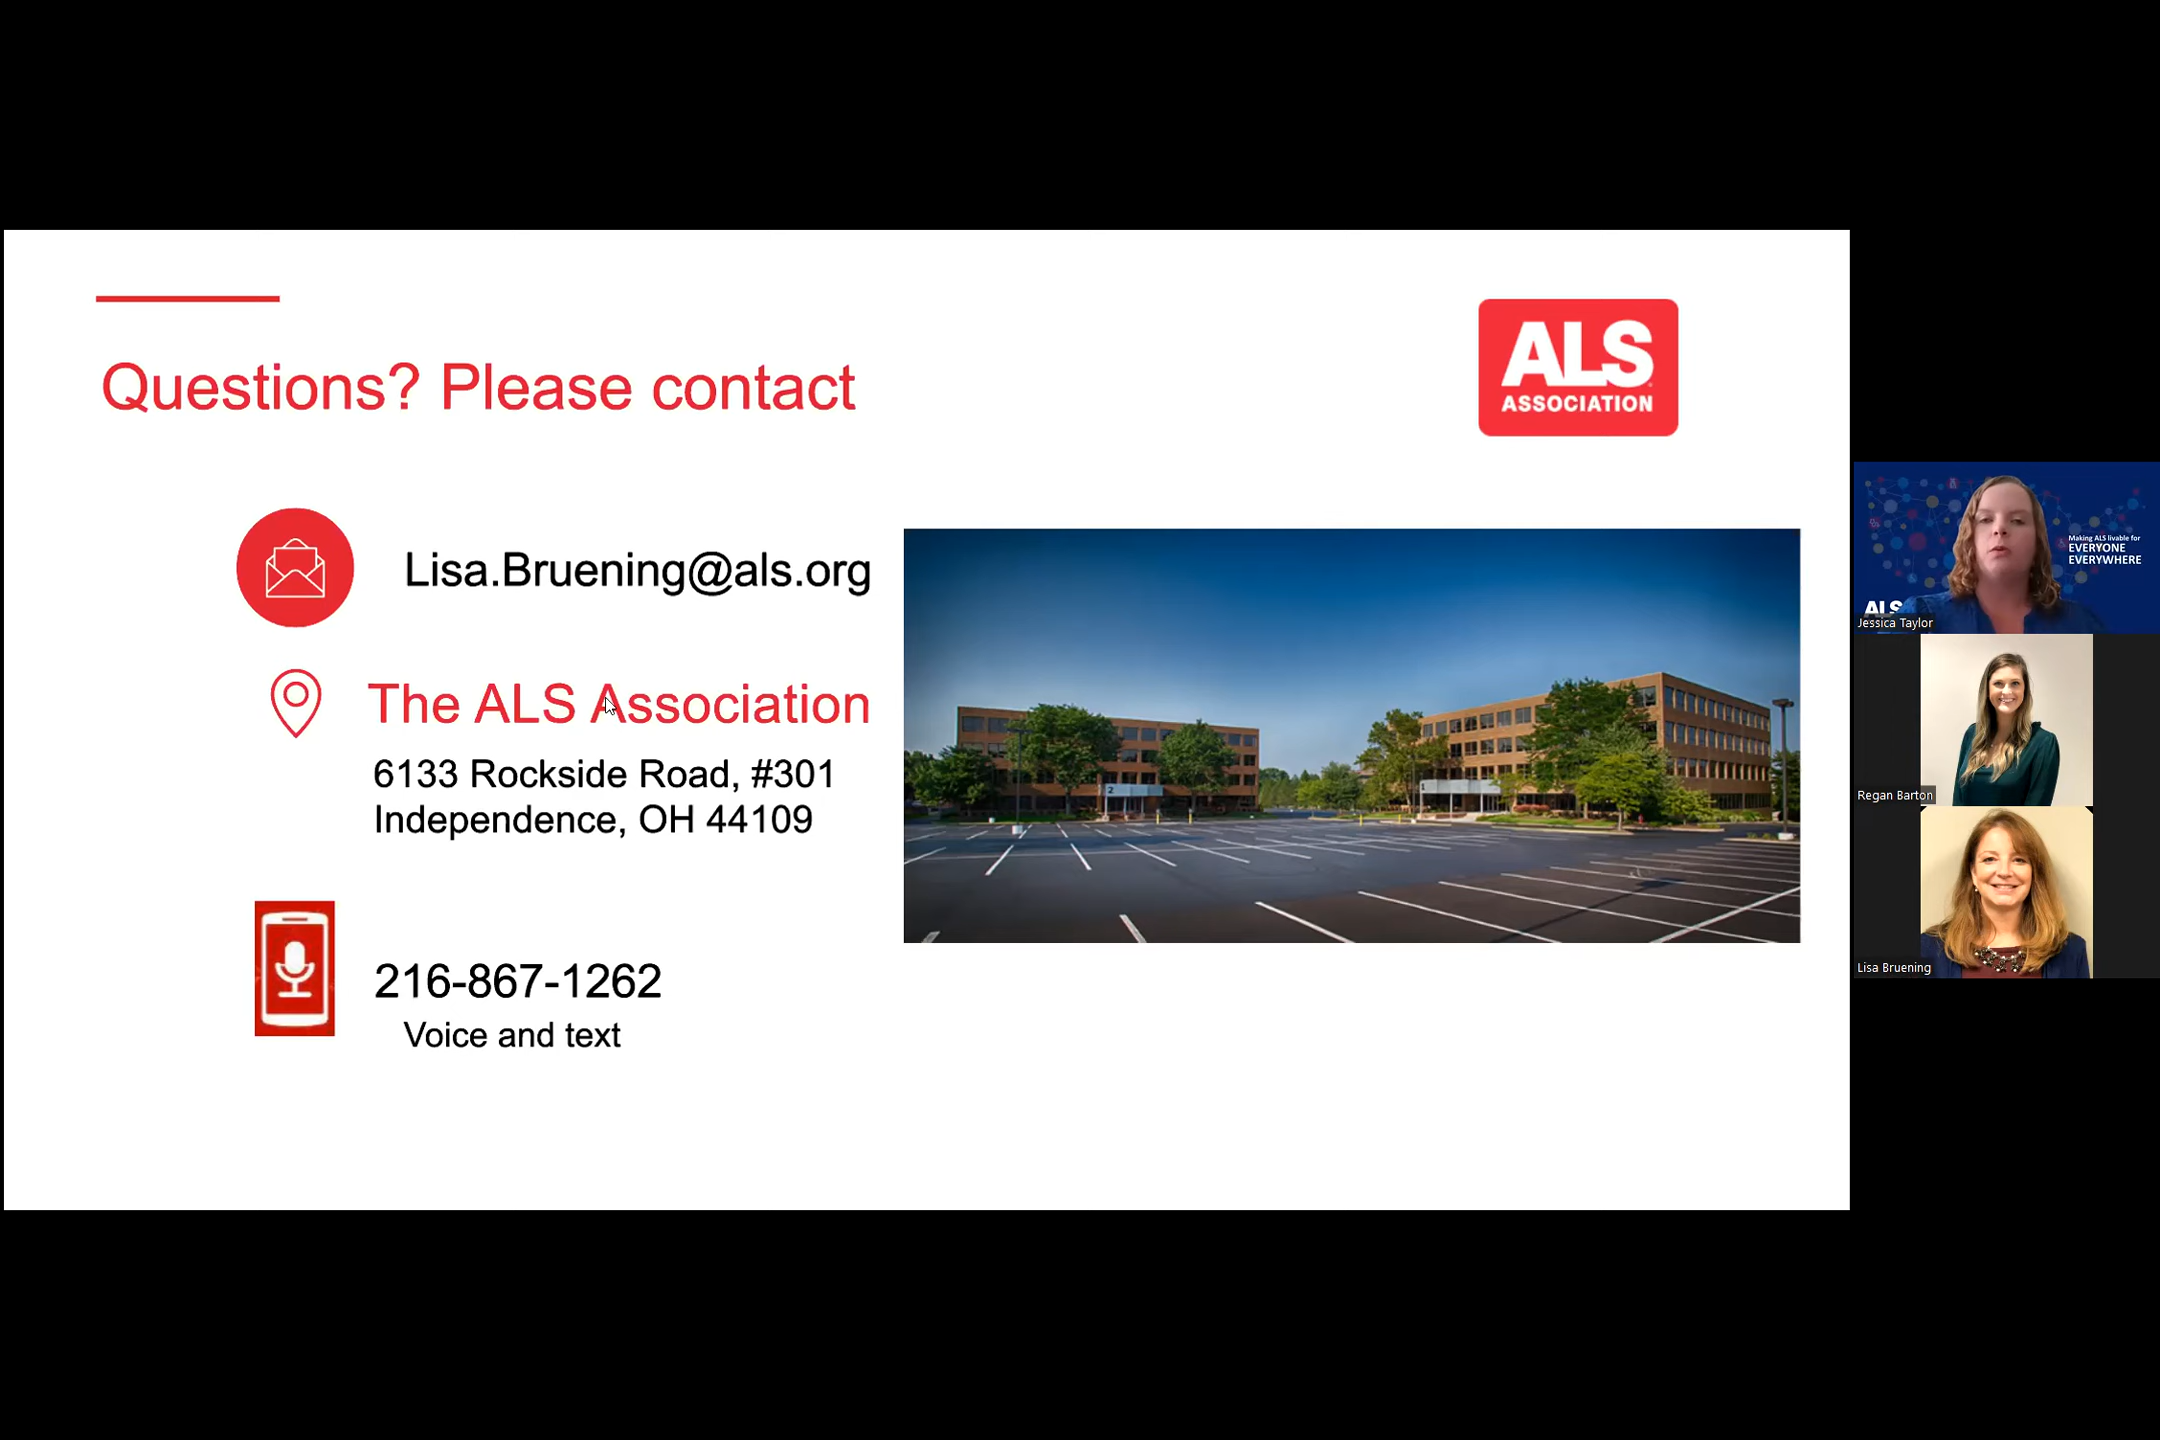 Questions? Please contact
ALS
ASSOCIATION
Lisa.Bruening@als.org
The ALS Association
6133 Rockside Road, #301
Independence, OH 44109
216-867-1262
Voice and text
2
1
Making ALS livable for
EVERYONE
EVERYWHERE
ALS
Jessica Taylor
Regan Barton
Lisa Bruening